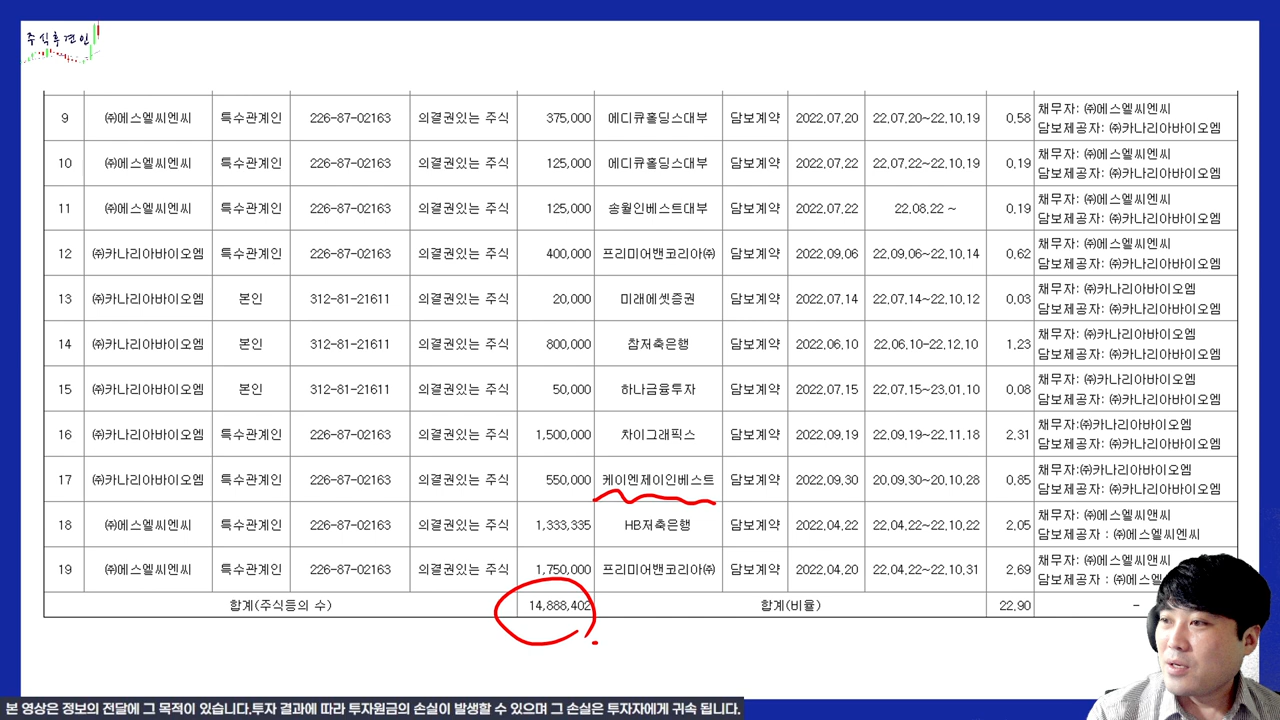 주식후견인
9 ㈜에스엘씨엔씨 특수관계인 226-87-02163 의결권있는 주식 375,000 에디큐홀딩스대부 담보계약 2022.07.20 22.07.20~22.10.19 0.58 채무자: ㈜에스엘씨엔씨
담보제공자: ㈜카나리아바이오엠
10 ㈜에스엘씨엔씨 특수관계인 226-87-02163 의결권있는 주식 125,000 에디큐홀딩스대부 담보계약 2022.07.22 22.07.22~22.10.19 0.19 채무자: ㈜에스엘씨엔씨
담보제공자: ㈜카나리아바이오엠
11 ㈜에스엘씨엔씨 특수관계인 226-87-02163 의결권있는 주식 125,000 송월인베스트대부 담보계약 2022.07.22 22.08.22 ~ 0.19 채무자: ㈜에스엘씨엔씨
담보제공자: ㈜카나리아바이오엠
12 ㈜카나리아바이오엠 특수관계인 226-87-02163 의결권있는 주식 400,000 프리미어밴코리아㈜ 담보계약 2022.09.06 22.09.06~22.10.14 0.62 채무자: ㈜에스엘씨엔씨
담보제공자: ㈜카나리아바이오엠
13 ㈜카나리아바이오엠 본인 312-81-21611 의결권있는 주식 20,000 미래에셋증권 담보계약 2022.07.14 22.07.14~22.10.12 0.03 채무자: ㈜카나리아바이오엠
담보제공자: ㈜카나리아바이오엠
14 ㈜카나리아바이오엠 본인 312-81-21611 의결권있는 주식 800,000 참저축은행 담보계약 2022.06.10 22.06.10-22.12.10 1.23 채무자: ㈜카나리아바이오엠
담보제공자: ㈜카나리아바이오엠
15 ㈜카나리아바이오엠 본인 312-81-21611 의결권있는 주식 50,000 하나금융투자 담보계약 2022.07.15 22.07.15~23.01.10 0.08 채무자: ㈜카나리아바이오엠
담보제공자: ㈜카나리아바이오엠
16 ㈜카나리아바이오엠 특수관계인 226-87-02163 의결권있는 주식 1,500,000 차이그래픽스 담보계약 2022.09.19 22.09.19~22.11.18 2.31 채무자:㈜카나리아바이오엠
담보제공자: ㈜카나리아바이오엠
17 ㈜카나리아바이오엠 특수관계인 226-87-02163 의결권있는 주식 550,000 케이엔제이인베스트 담보계약 2022.09.30 20.09.30~20.10.28 0.85 채무자:㈜카나리아바이오엠
담보제공자: ㈜카나리아바이오엠
18 ㈜에스엘씨엔씨 특수관계인 226-87-02163 의결권있는 주식 1,333,335 HB저축은행 담보계약 2022.04.22 22.04.22~22.10.22 2.05 채무자: ㈜에스엘씨앤씨
담보제공자 : ㈜에스엘씨엔씨
19 ㈜에스엘씨엔씨 특수관계인 226-87-02163 의결권있는 주식 1,750,000 프리미어밴코리아㈜ 담보계약 2022.04.20 22.04.22~22.10.31 2.69 채무자: ㈜에스엘씨앤씨
담보제공자 : ㈜에스엘
합계(주식등의 수) 14,888,402 합계(비율) 22.90 -
본 영상은 정보의 전달에 그 목적이 있습니다.투자 결과에 따라 투자원금의 손실이 발생할 수 있으며 그 손실은 투자자에게 귀속 됩니다.